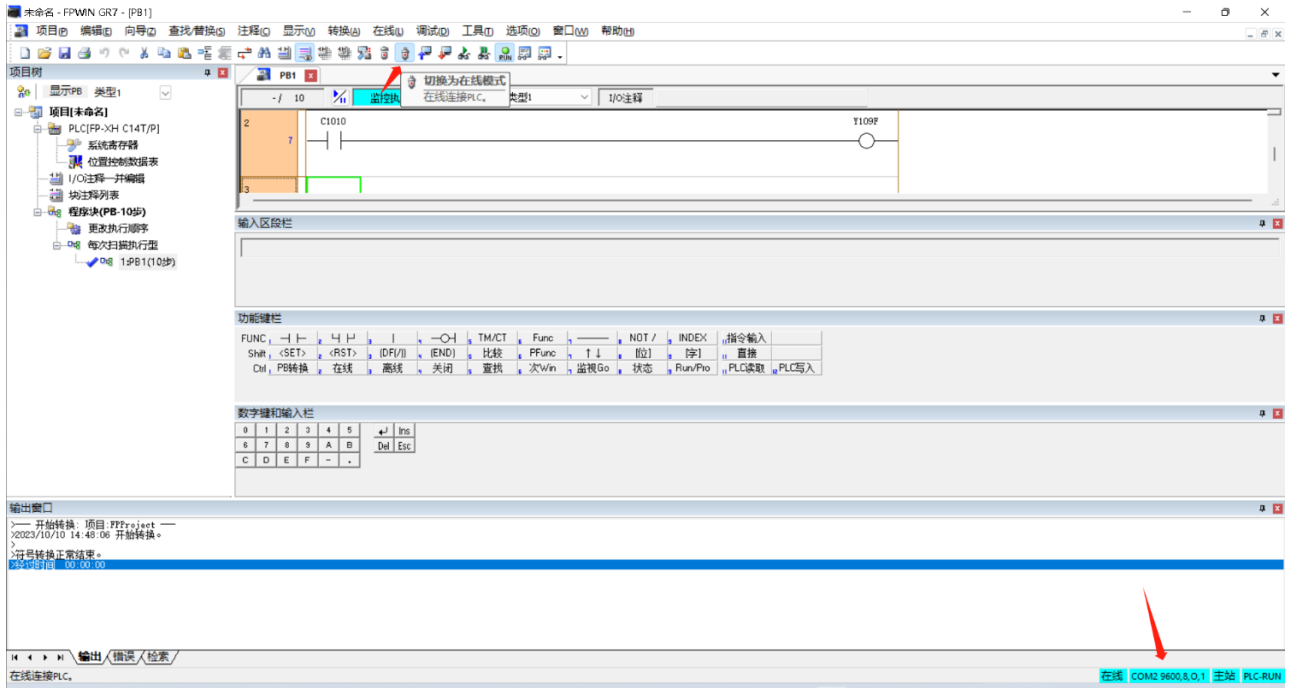 未命名 - FPWIN GR7 - [PB1]
项目(P) 编辑(E) 向导(Z) 查找/替换(S) 注释(C) 显示(V) 转换(A) 在线(L) 调试(D) 工具(T) 选项(O) 窗口(W) 帮助(H)
项目树
PB1
切换为在线模式
在线连接PLC。
显示PB 类型1
- / 10 监控执 类型1 I/O注释
项目[未命名]
PLC[FP-XH C14T/P]
系统寄存器
位置控制数据表
I/O注释一并编辑
块注释列表
程序块(PB-10步)
更改执行顺序
每次扫描执行型
1:PB1(10步)
2 C1010 Y109F
7
3
输入区段栏
功能键栏
FUNC TM/CT Func NOT / INDEX 指令输入
Shift <SET> <RST> (DF(/)) (END) 比较 PFunc ↑↓ [位] [字] 直接
Ctrl PB转换 在线 离线 关闭 查找 次Win 监视Go 状态 Run/Pro PLC读取 PLC写入
数字键和输入栏
0 1 2 3 4 5 Ins
6 7 8 9 A B Del Esc
C D E F - .
输出窗口
>── 开始转换: 项目:FPProject ──
>2023/10/10 14:48:06 开始转换。
>
>符号转换正常结束。
>经过时间 00:00:00
输出 错误 检索
在线连接PLC。 在线 COM2 9600,8,O,1 主站 PLC-RUN